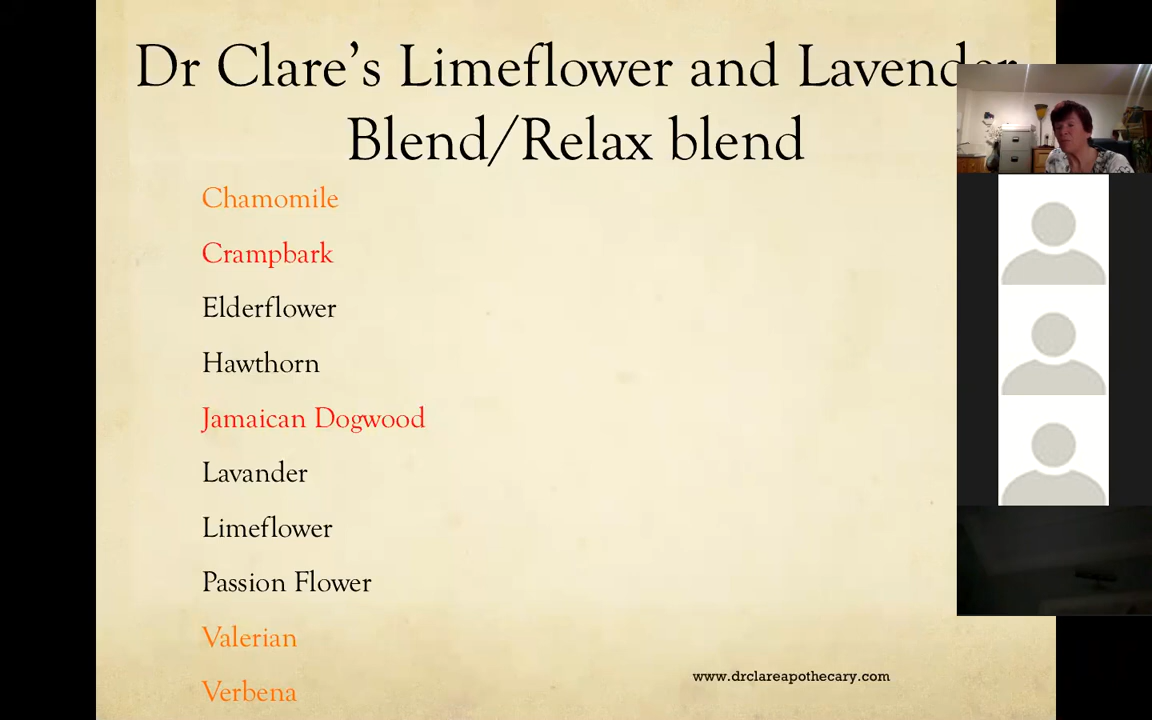 Dr Clare's Limeflower and Lavender
Blend/Relax blend
Chamomile
Crampbark
Elderflower
Hawthorn
Jamaican Dogwood
Lavander
Limeflower
Passion Flower
Valerian
Verbena
www.drclareapothecary.com